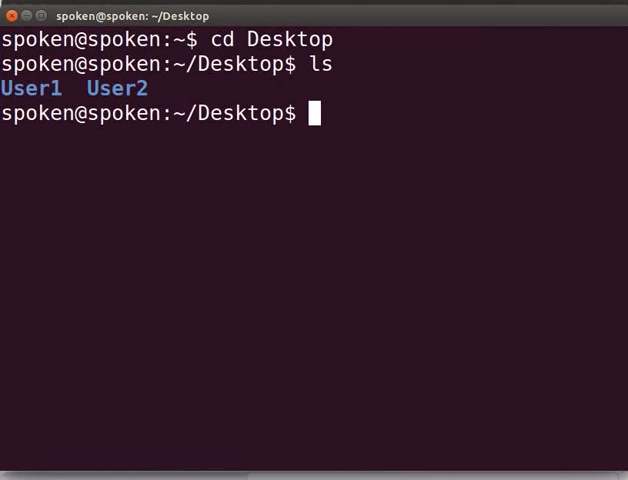 spoken@spoken: ~/Desktop
spoken@spoken:~$ cd Desktop
spoken@spoken:~/Desktop$ ls
User1  User2
spoken@spoken:~/Desktop$